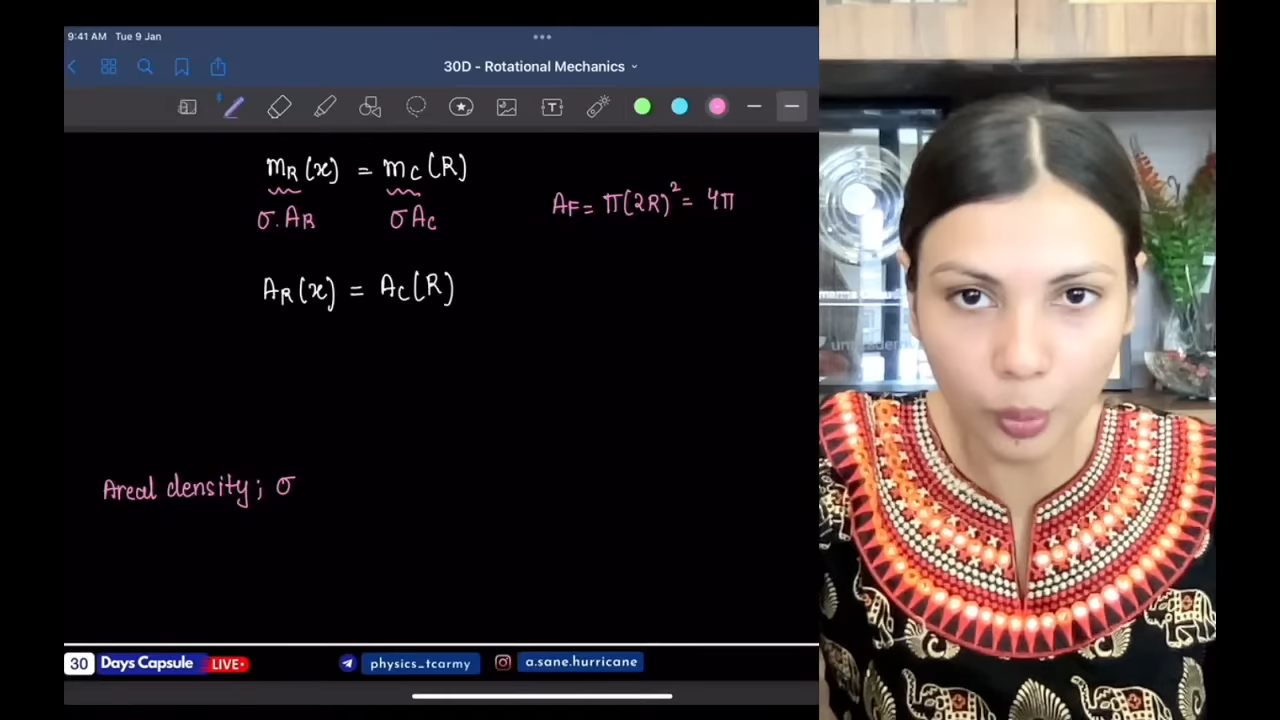 9:41 AM Tue 9 Jan
30D - Rotational Mechanics
mR(x) = mC(R)
σ.AR σAC
AF = π(2R)² = 4π
AR(x) = AC(R)
Areal density; σ
30 Days Capsule LIVE
physics_tcarmy
a.sane.hurricane